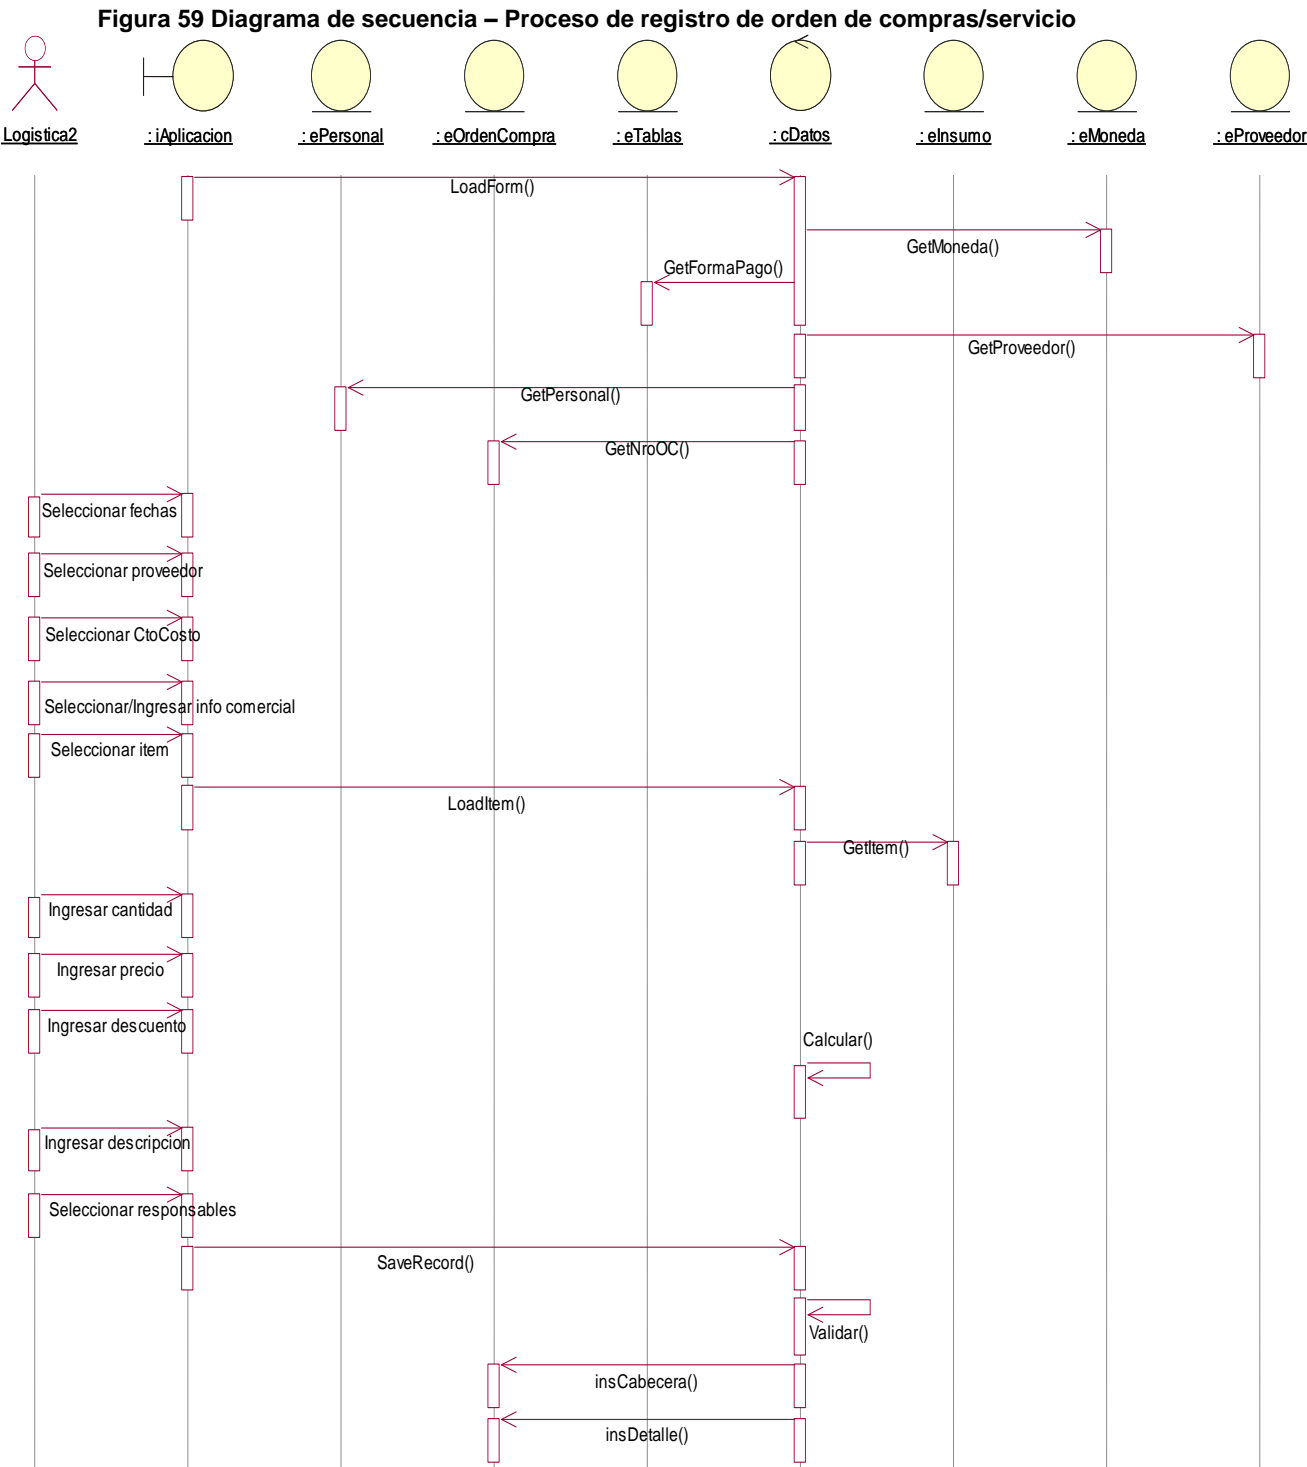 Figura 59 Diagrama de secuencia – Proceso de registro de orden de compras/servicio
Logistica2
: iAplicacion
: ePersonal
: eOrdenCompra
: eTablas
: cDatos
: eInsumo
: eMoneda
: eProveedor
LoadForm()
GetMoneda()
GetFormaPago()
GetProveedor()
GetPersonal()
GetNroOC()
Seleccionar fechas
Seleccionar proveedor
Seleccionar CtoCosto
Seleccionar/Ingresar info comercial
Seleccionar item
LoadItem()
GetItem()
Ingresar cantidad
Ingresar precio
Ingresar descuento
Calcular()
Ingresar descripcion
Seleccionar responsables
SaveRecord()
Validar()
insCabecera()
insDetalle()